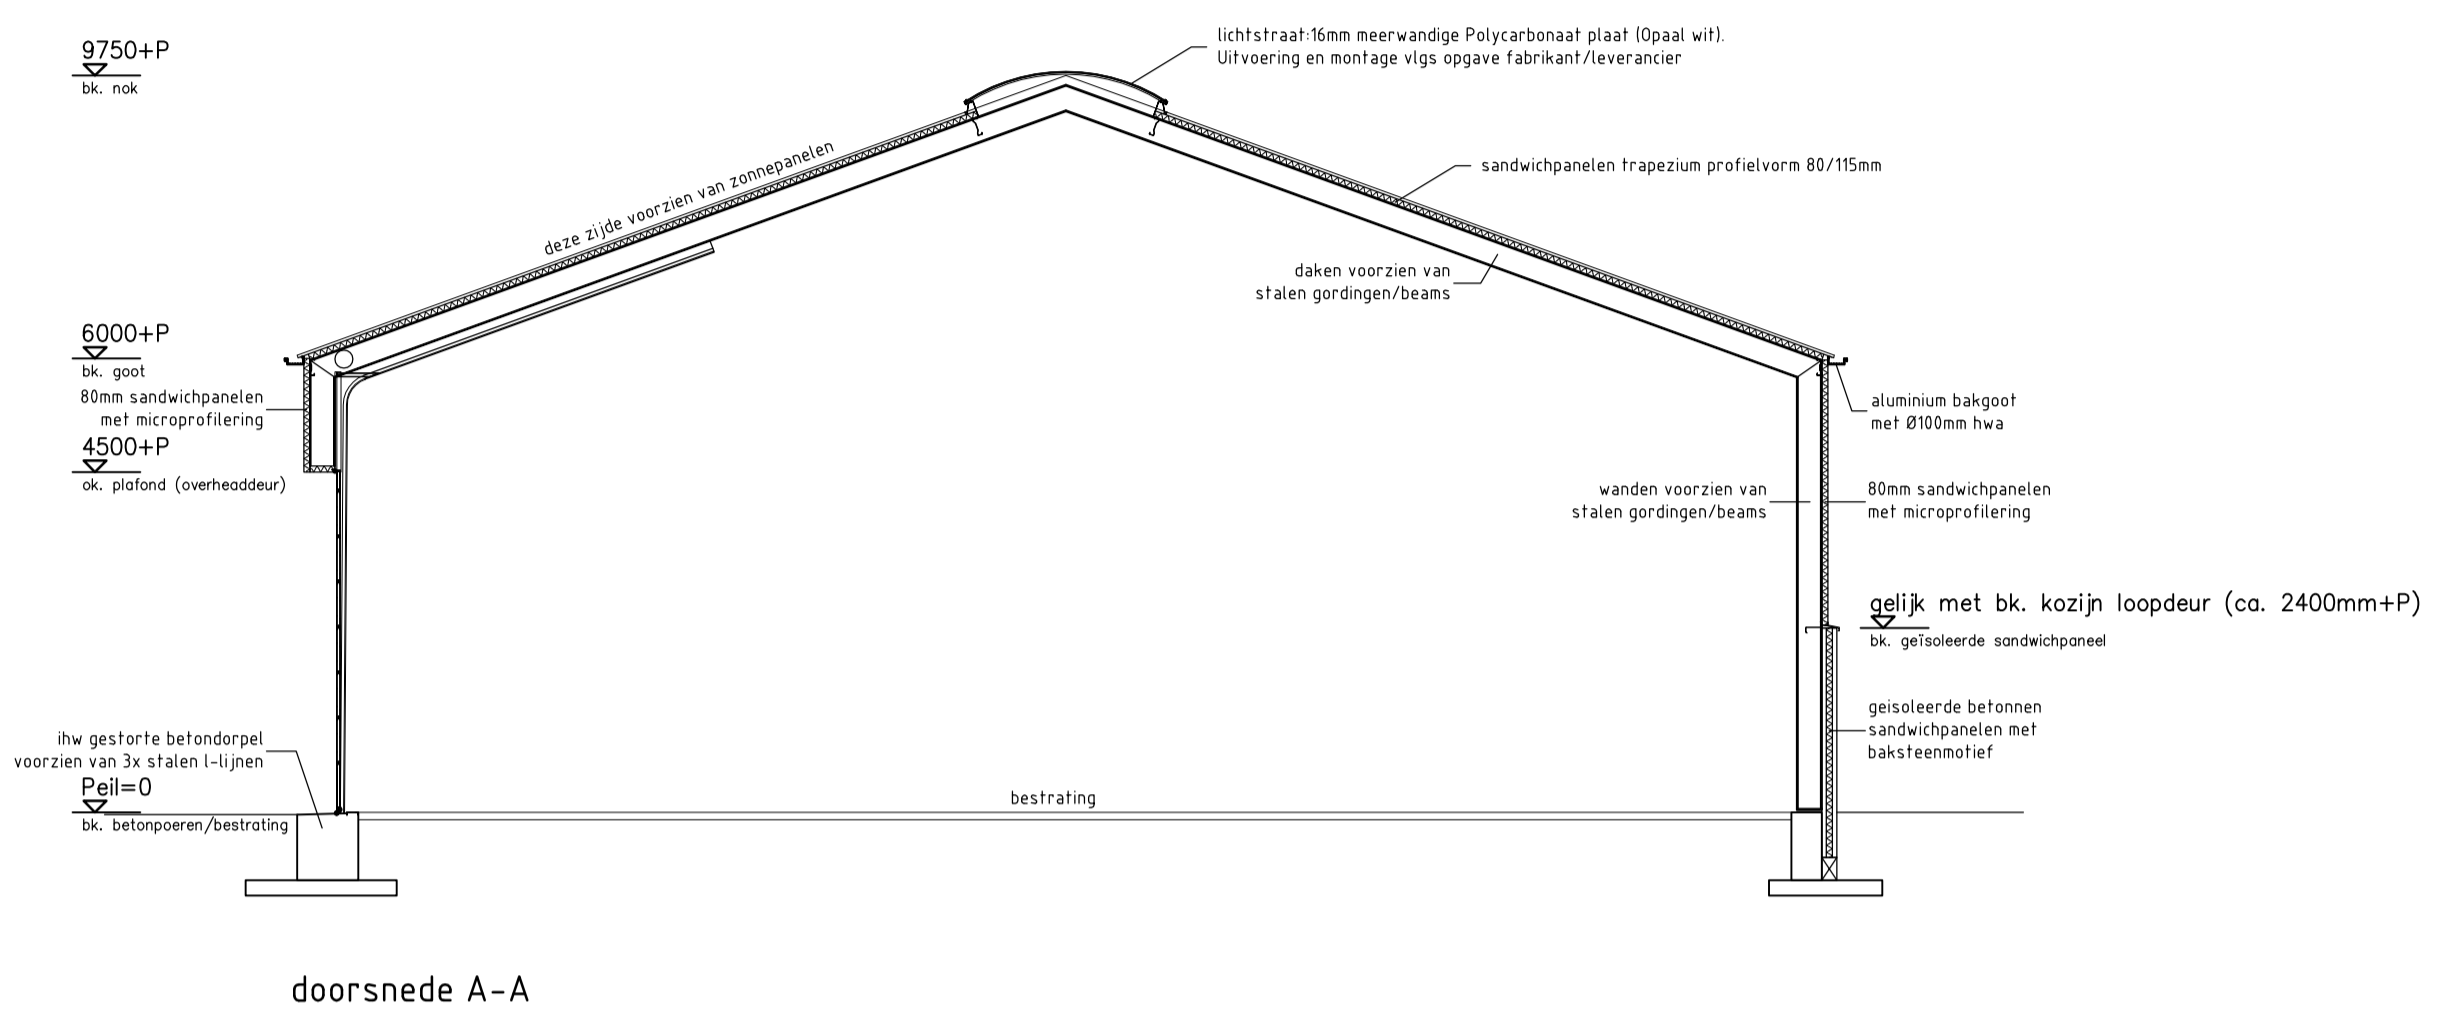 lichtstraat:16mm meerwandige Polycarbonaat plaat (Opaal wit).
Uitvoering en montage vlgs opgave fabrikant/leverancier
9750+P
bk. nok
deze zijde voorzien van zonnepanelen
sandwichpanelen trapezium profielvorm 80/115mm
daken voorzien van
stalen gordingen/beams
6000+P
bk. goot
80mm sandwichpanelen
met microprofilering
aluminium bakgoot
met Ø100mm hwa
4500+P
ok. plafond (overheaddeur)
wanden voorzien van
stalen gordingen/beams
80mm sandwichpanelen
met microprofilering
gelijk met bk. kozijn loopdeur (ca. 2400mm+P)
bk. geïsoleerde sandwichpaneel
geisoleerde betonnen
sandwichpanelen met
baksteenmotief
ihw gestorte betondorpel
voorzien van 3x stalen l-lijnen
Peil=0
bk. betonpoeren/bestrating
bestrating
doorsnede A-A